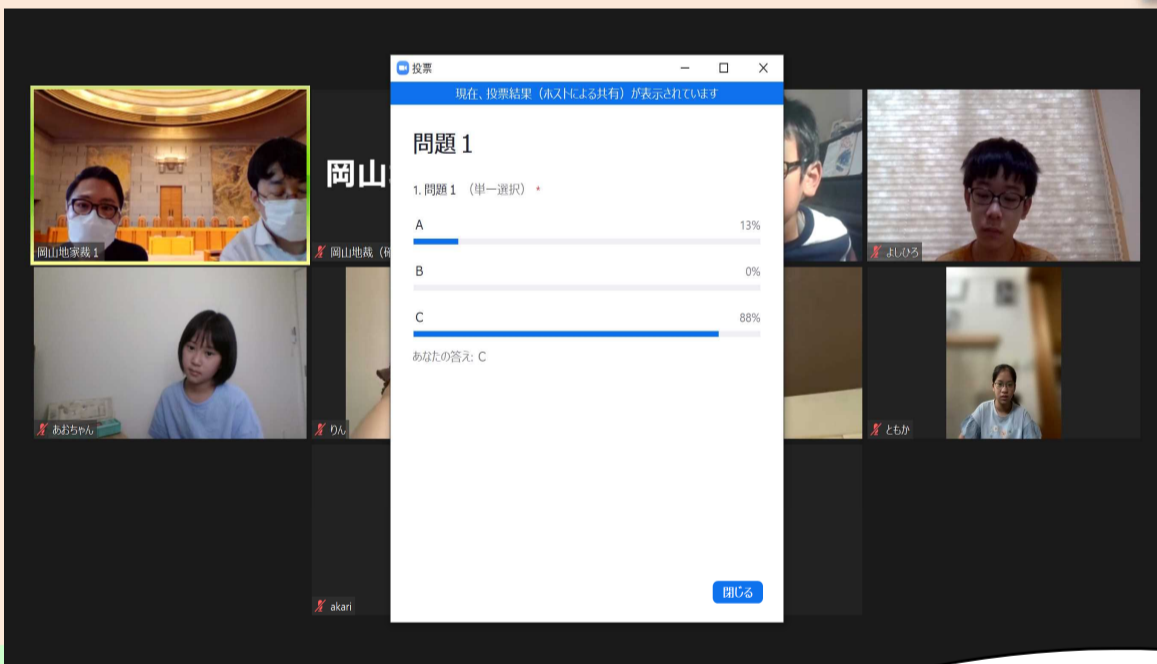 投票
現在、投票結果（ホストによる共有）が表示されています
問題 1
1. 問題 1 （単一選択） *
A 13%
B 0%
C 88%
あなたの答え: C
閉じる
岡山地家裁 1
岡山
岡山地裁（
よしひろ
あおちゃん
りん
ともか
akari